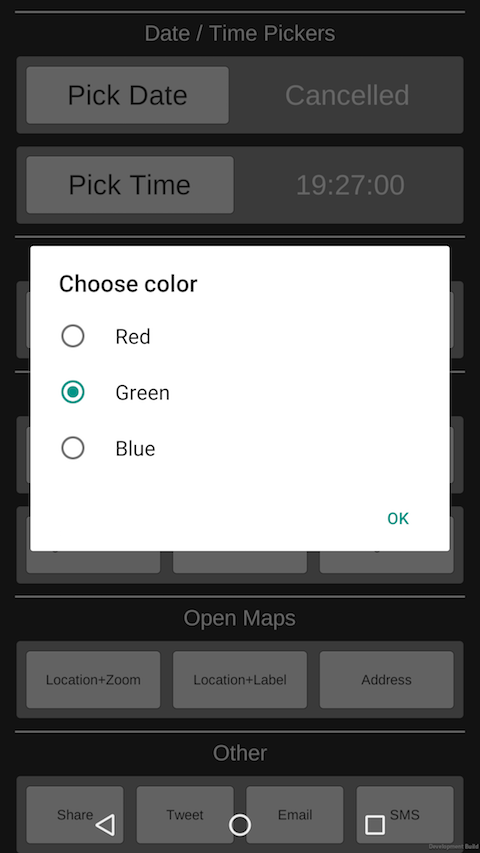 Date / Time Pickers
Pick Date
Cancelled
Pick Time
19:27:00
Choose color
Red
Green
Blue
OK
Open Maps
Location+Zoom
Location+Label
Address
Other
Share
Tweet
Email
SMS
Development Build